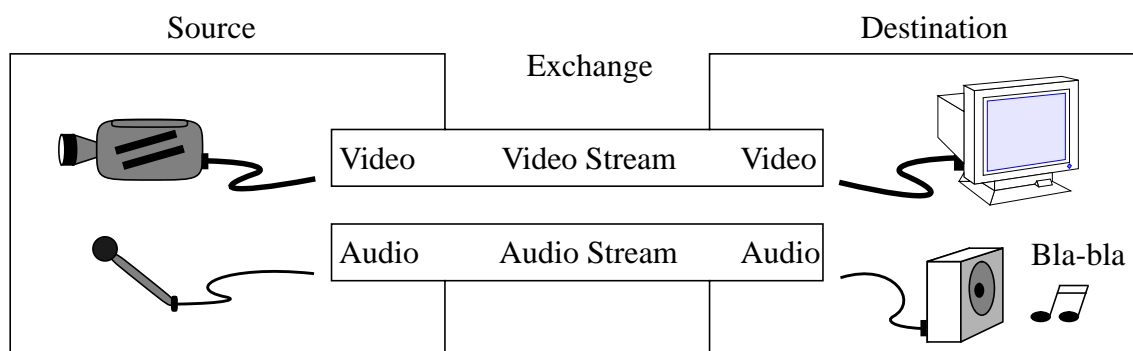 Source
Exchange
Destination
Video
Video Stream
Video
Audio
Audio Stream
Audio
Bla-bla